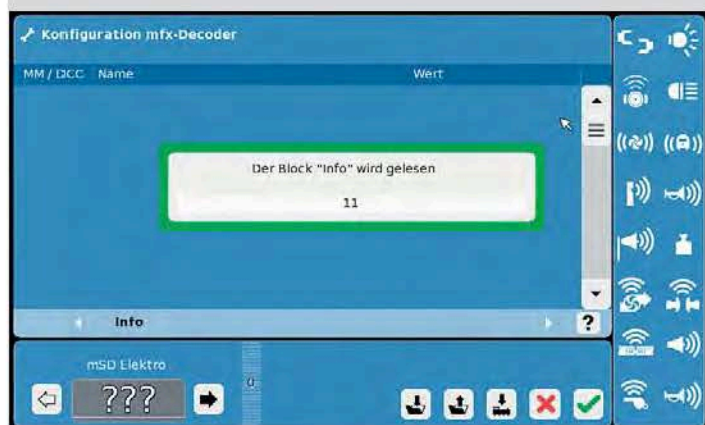 Konfiguration mfx-Decoder
MM / DCC Name Wert
Der Block "Info" wird gelesen
11
Info
?
mSD Elektro
0
???